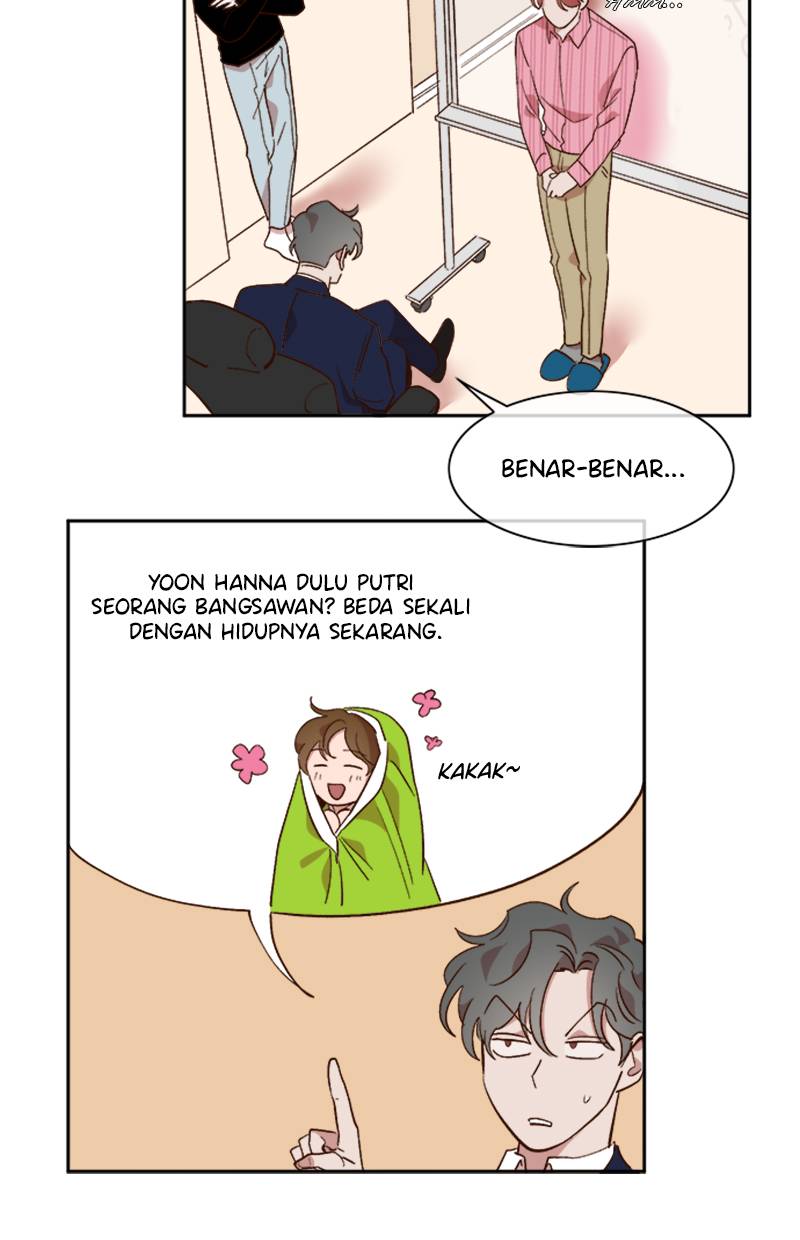 BENAR-BENAR...
YOON HANNA DULU PUTRI
SEORANG BANGSAWAN? BEDA SEKALI
DENGAN HIDUPNYA SEKARANG.
KAKAK~